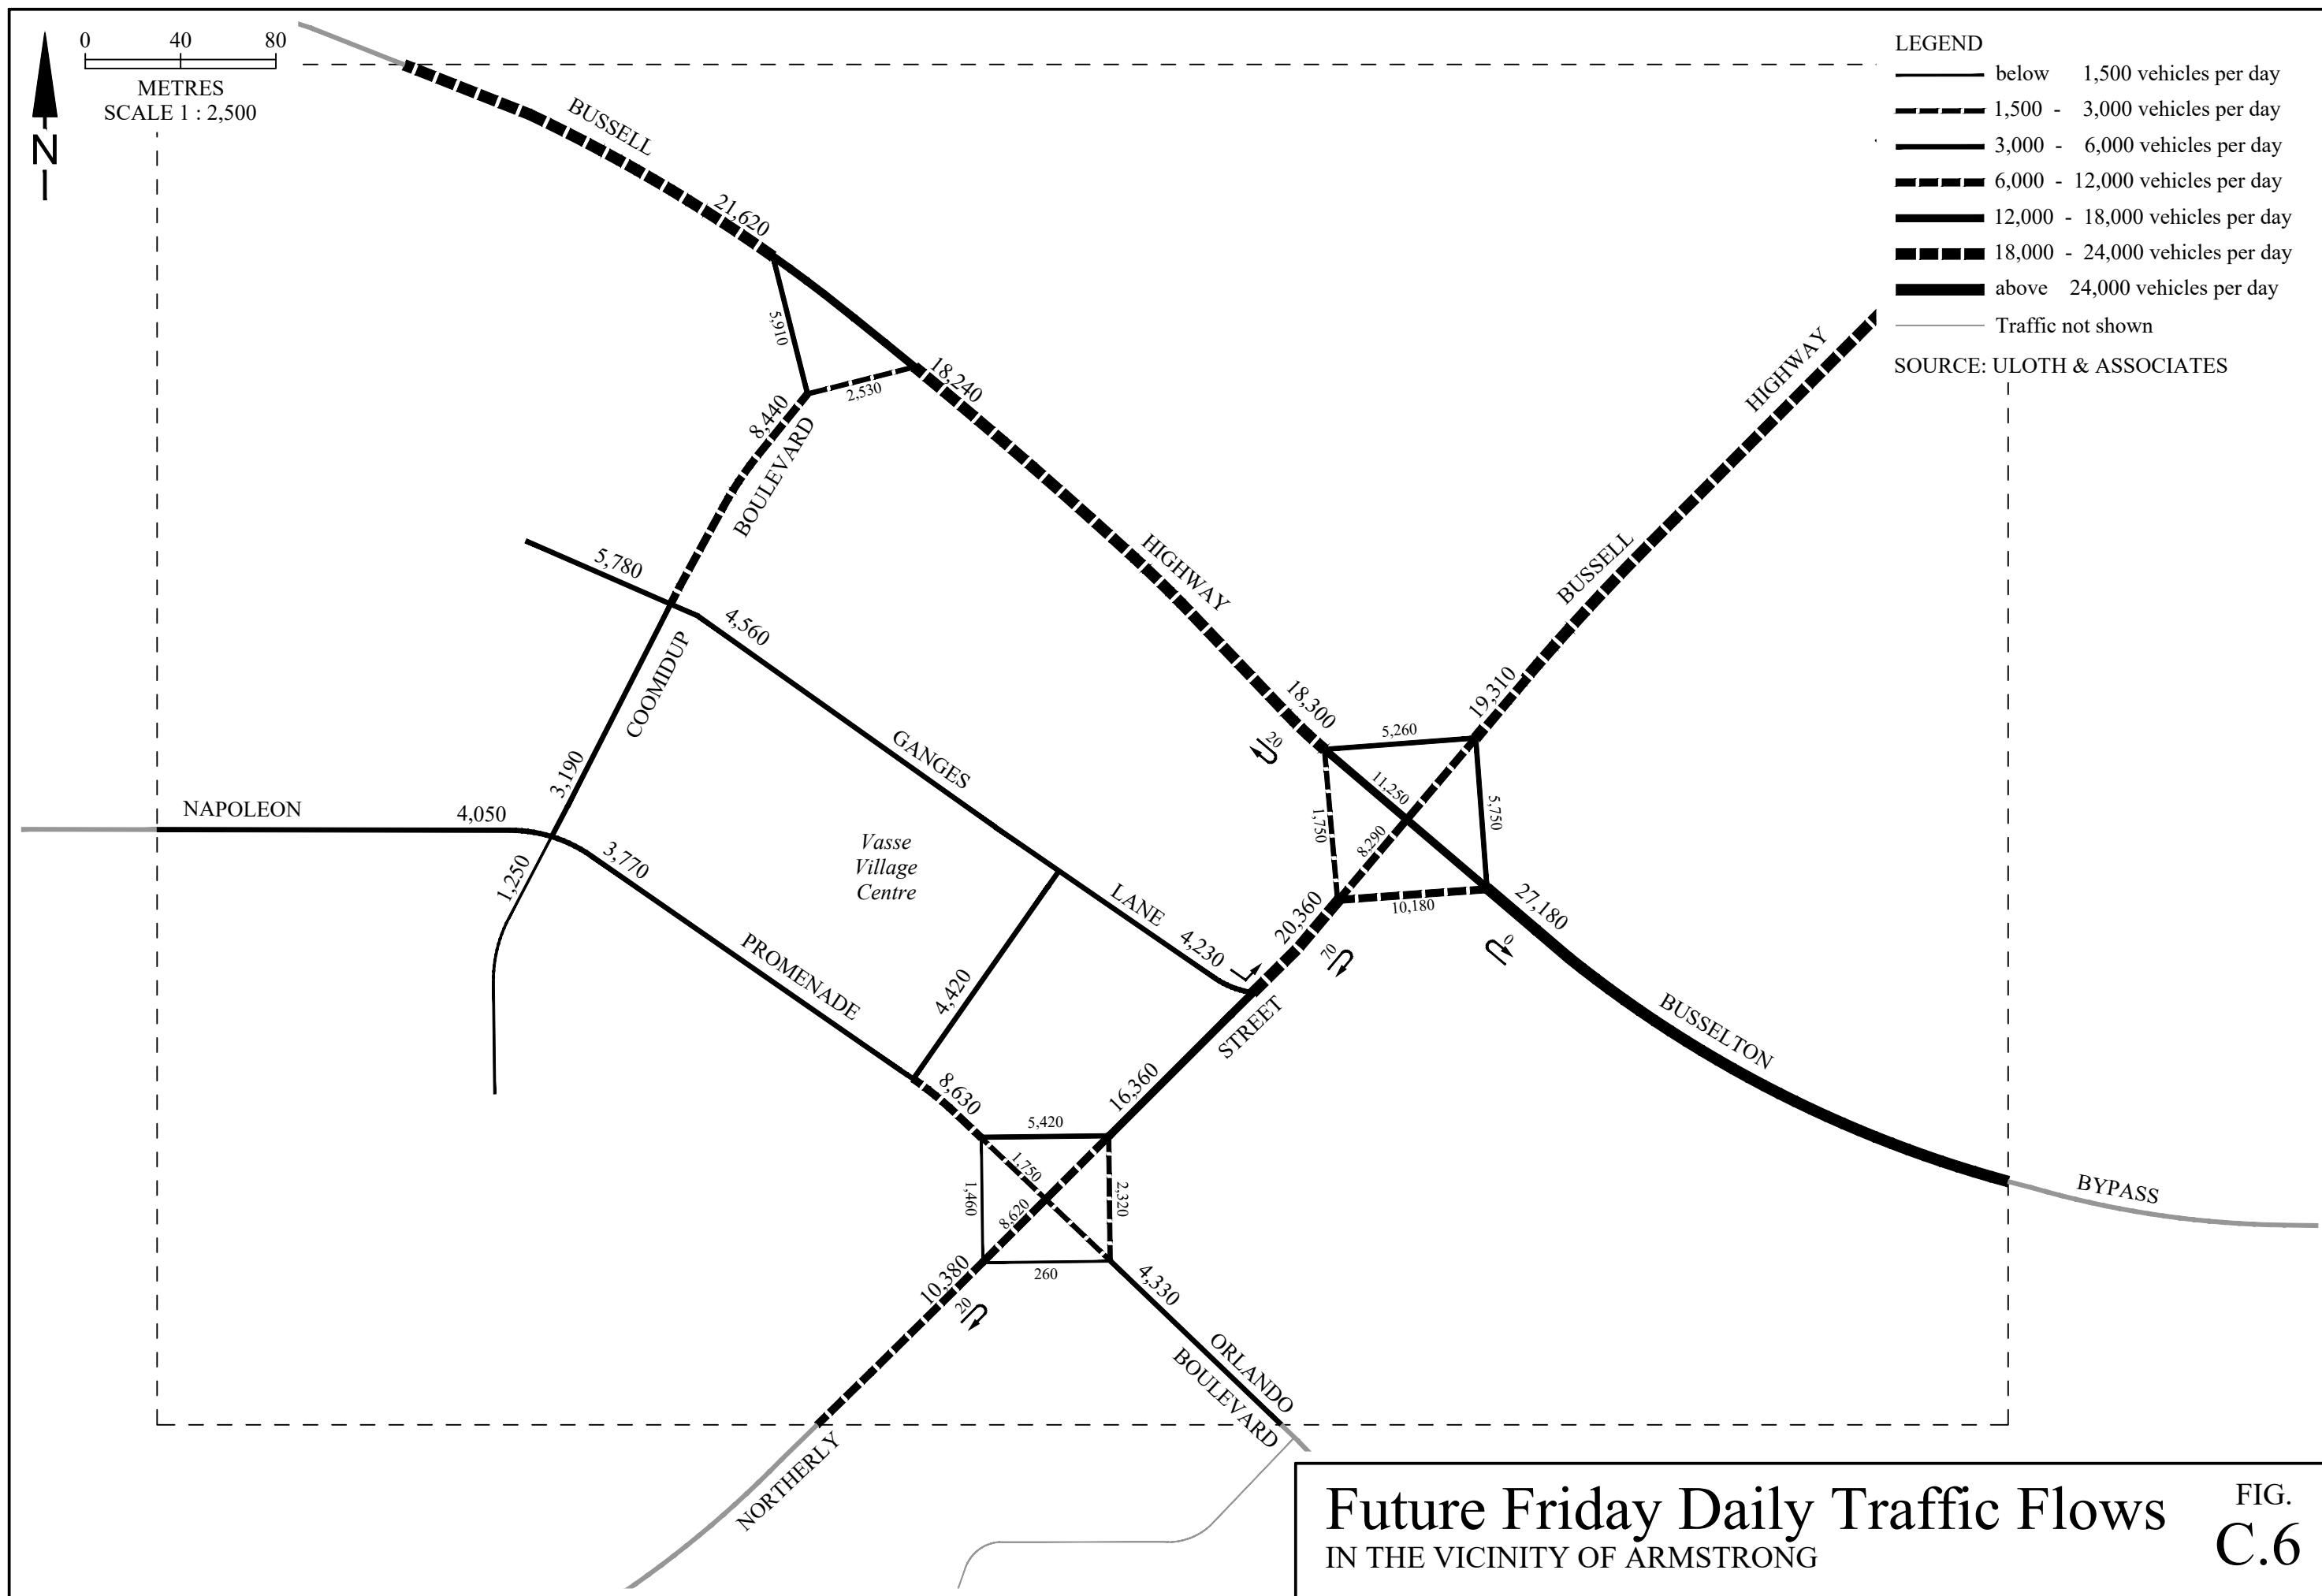 0 40 80
METRES
SCALE 1 : 2,500
N
LEGEND
below 1,500 vehicles per day
1,500 - 3,000 vehicles per day
3,000 - 6,000 vehicles per day
6,000 - 12,000 vehicles per day
12,000 - 18,000 vehicles per day
18,000 - 24,000 vehicles per day
above 24,000 vehicles per day
Traffic not shown
SOURCE: ULOTH & ASSOCIATES
BUSSELL
21,620
5,910
18,240
2,530
8,440
BOULEVARD
HIGHWAY
HIGHWAY
BUSSELL
5,780
4,560
COOMIDUP
3,190
18,300
19,310
20
5,260
11,250
1,750
8,290
5,750
10,180
GANGES
NAPOLEON
4,050
3,770
1,250
Vasse
Village
Centre
LANE
4,230
20,360
70
0
27,180
BUSSELTON
PROMENADE
4,420
STREET
16,360
8,630
5,420
1,750
1,460
8,620
2,320
260
10,380
20
4,330
BYPASS
ORLANDO
BOULEVARD
NORTHERLY
Future Friday Daily Traffic Flows
IN THE VICINITY OF ARMSTRONG
FIG.
C.6